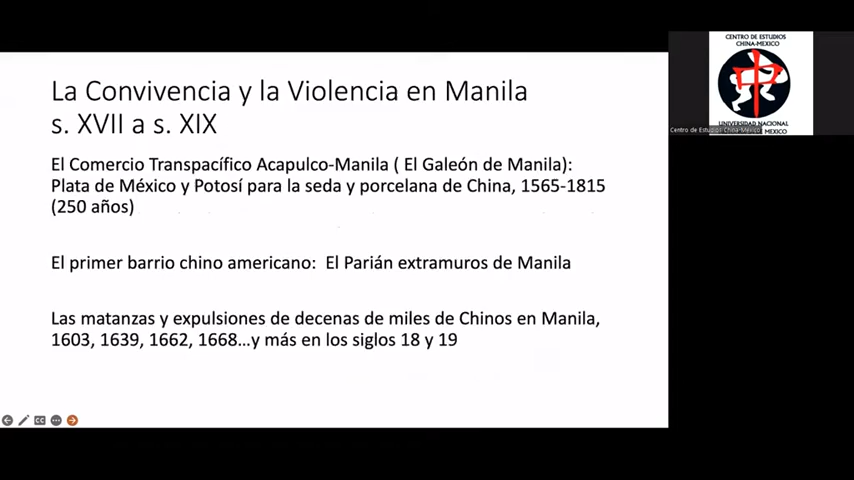 La Convivencia y la Violencia en Manila
s. XVII a s. XIX
El Comercio Transpacífico Acapulco-Manila ( El Galeón de Manila):
Plata de México y Potosí para la seda y porcelana de China, 1565-1815
(250 años)
El primer barrio chino americano:  El Parián extramuros de Manila
Las matanzas y expulsiones de decenas de miles de Chinos en Manila,
1603, 1639, 1662, 1668...y más en los siglos 18 y 19
CENTRO DE ESTUDIOS
CHINA-MEXICO
UNIVERSIDAD NACIONAL
MEXICO
Centro de Estudios China-México